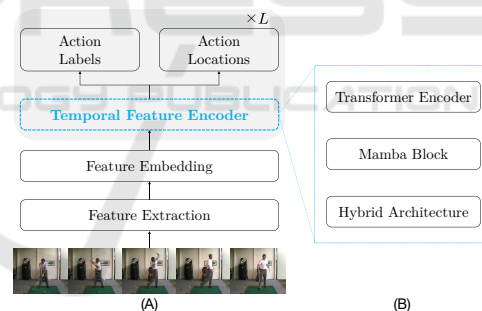 ×L
Action
Labels
Action
Locations
Temporal Feature Encoder
Feature Embedding
Feature Extraction
(A)
Transformer Encoder
Mamba Block
Hybrid Architecture
(B)